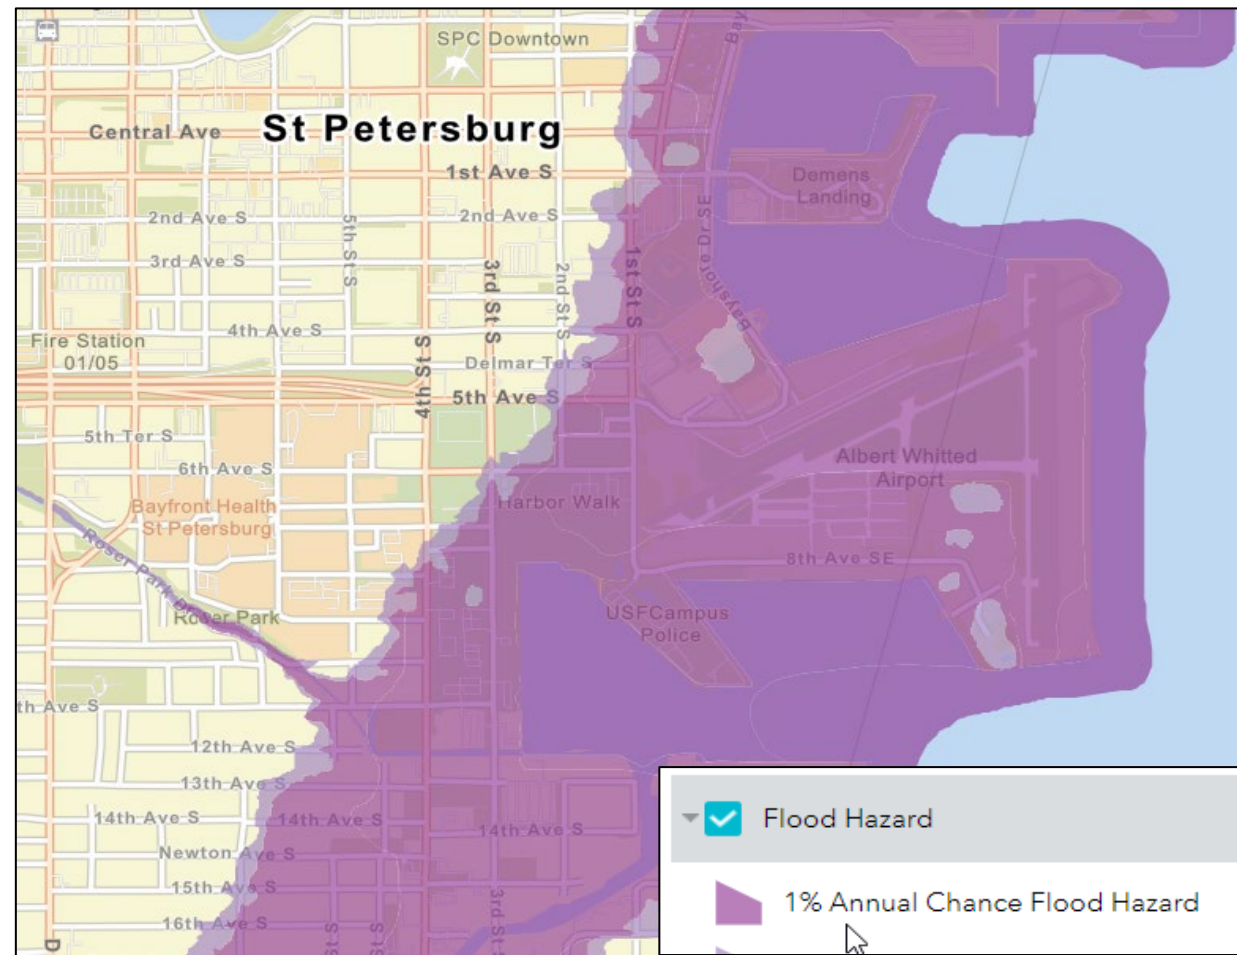 SPC Downtown
Bay
Central Ave
St Petersburg
1st Ave S
Demens
Landing
2nd Ave S
2nd Ave S
5th St S
Bayshore Dr SE
3rd Ave S
3rd St S
2nd St S
1st St S
4th Ave S
Fire Station
01/05
Delmar Ter S
4th St S
5th Ave S
Bayshore
5th Ter S
6th Ave S
Albert Whitted
Airport
Bayfront Health
St Petersburg
Harbor Walk
Roser Park Dr
8th Ave SE
Roser Park
USFCampus
Police
th Ave S
12th Ave S
13th Ave S
14th Ave S
14th Ave S
14th Ave S
Newton Ave S
15th Ave S
16th Ave S
3rd St
St S
St S
D
Flood Hazard
1% Annual Chance Flood Hazard